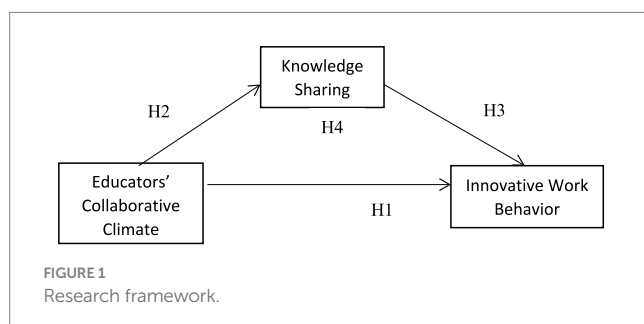 Knowledge
Sharing
H2
H3
H4
Educators'
Collaborative
Climate
Innovative Work
Behavior
H1
FIGURE 1
Research framework.